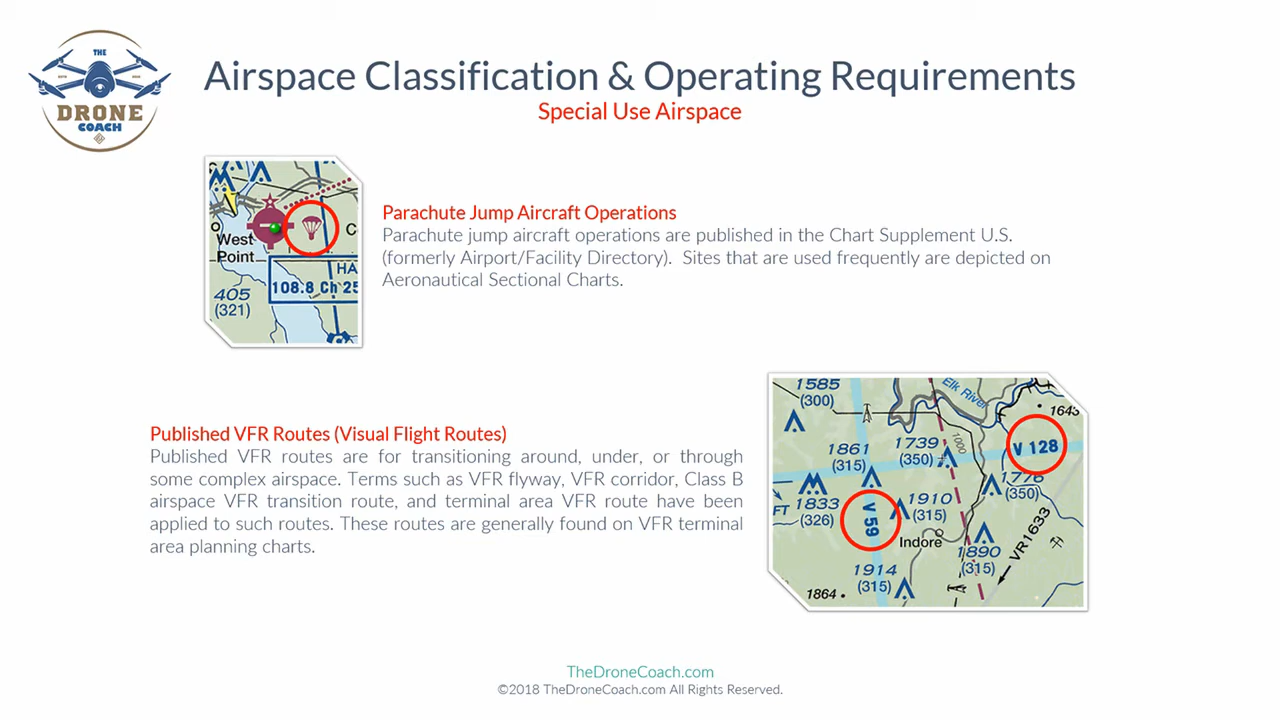 THE
DRONE
COACH
Airspace Classification & Operating Requirements
Special Use Airspace
West
Point
C
HA
108.8 Ch 25
405
(321)
Parachute Jump Aircraft Operations
Parachute jump aircraft operations are published in the Chart Supplement U.S.
(formerly Airport/Facility Directory). Sites that are used frequently are depicted on
Aeronautical Sectional Charts.
Published VFR Routes (Visual Flight Routes)
Published VFR routes are for transitioning around, under, or through
some complex airspace. Terms such as VFR flyway, VFR corridor, Class B
airspace VFR transition route, and terminal area VFR route have been
applied to such routes. These routes are generally found on VFR terminal
area planning charts.
1585
(300)
Elk River
1643
V 128
1861
(315)
1739
(350)
1000
1776
(350)
FT
1833
(326)
V 59
1910
(315)
Indore
1890
(315)
VR1633
1914
(315)
1864
TheDroneCoach.com
©2018 TheDroneCoach.com All Rights Reserved.